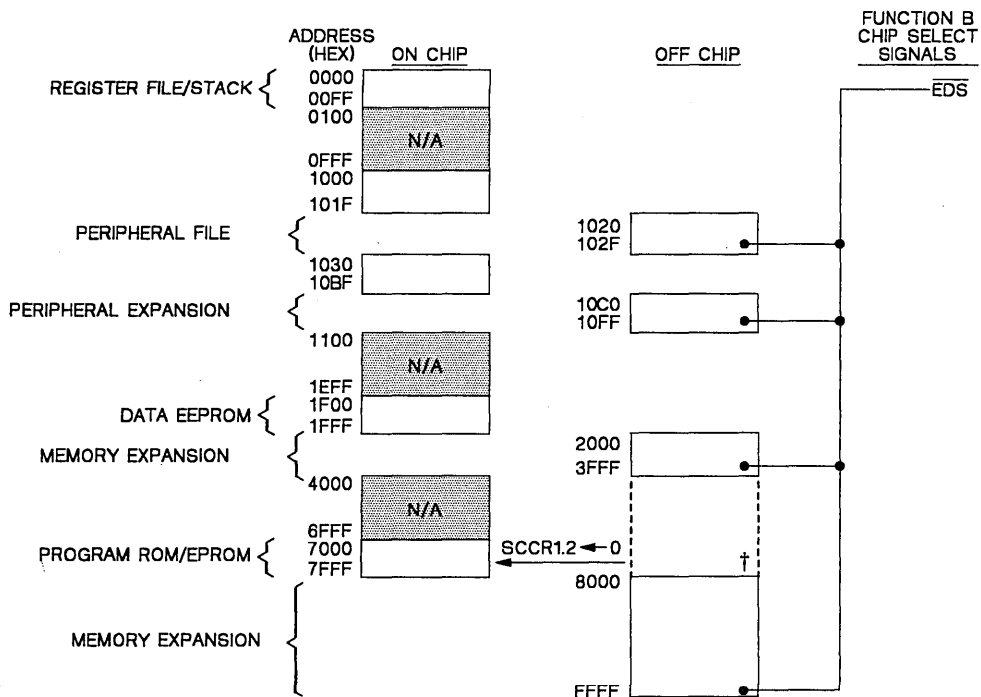 FUNCTION B
CHIP SELECT
SIGNALS
ADDRESS
(HEX)
ON CHIP
OFF CHIP
EDS
REGISTER FILE/STACK
0000
00FF
0100
N/A
0FFF
1000
101F
PERIPHERAL FILE
1020
102F
1030
10BF
PERIPHERAL EXPANSION
10C0
10FF
1100
N/A
1EFF
DATA EEPROM
1F00
1FFF
MEMORY EXPANSION
2000
3FFF
4000
N/A
6FFF
PROGRAM ROM/EPROM
7000
7FFF
SCCR1.2 ← 0
†
8000
MEMORY EXPANSION
FFFF